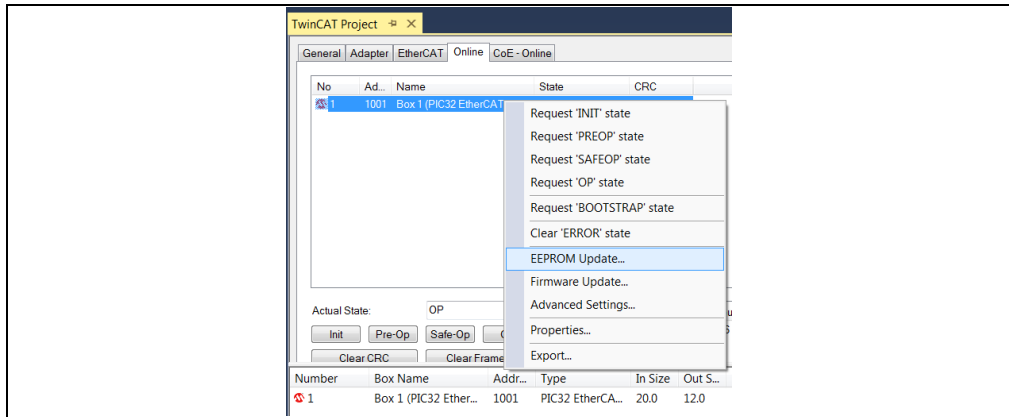 TwinCAT Project
General Adapter EtherCAT Online CoE - Online
No Ad... Name State CRC
1 1001 Box 1 (PIC32 EtherCAT
Request 'INIT' state
Request 'PREOP' state
Request 'SAFEOP' state
Request 'OP' state
Request 'BOOTSTRAP' state
Clear 'ERROR' state
EEPROM Update...
Firmware Update...
Advanced Settings...
Properties...
Export...
Actual State: OP
Init Pre-Op Safe-Op
Clear CRC Clear Frame
Number Box Name Addr... Type In Size Out S...
1 Box 1 (PIC32 Ether... 1001 PIC32 EtherCA... 20.0 12.0